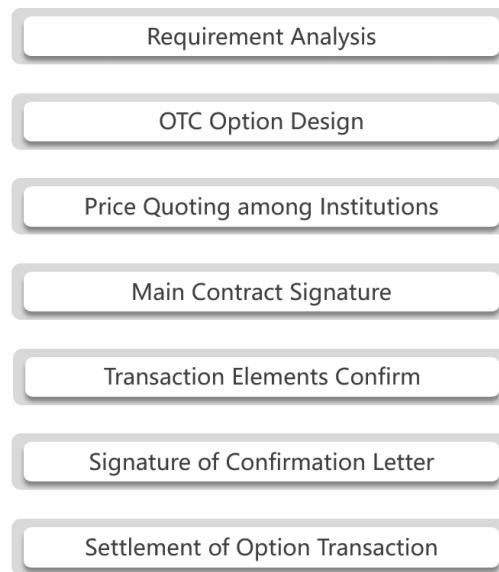 Requirement Analysis
OTC Option Design
Price Quoting among Institutions
Main Contract Signature
Transaction Elements Confirm
Signature of Confirmation Letter
Settlement of Option Transaction